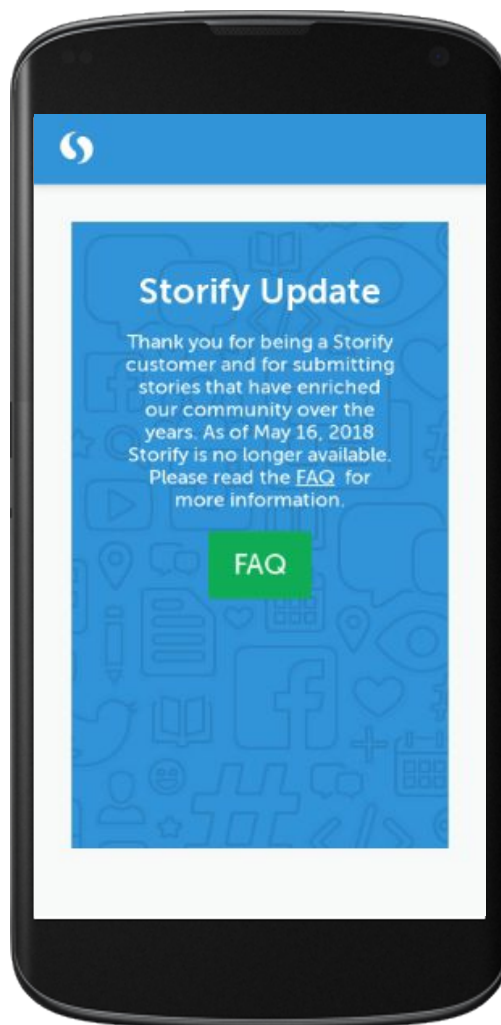 Storify Update
Thank you for being a Storify
customer and for submitting
stories that have enriched
our community over the
years. As of May 16, 2018
Storify is no longer available.
Please read the FAQ for
more information.
FAQ